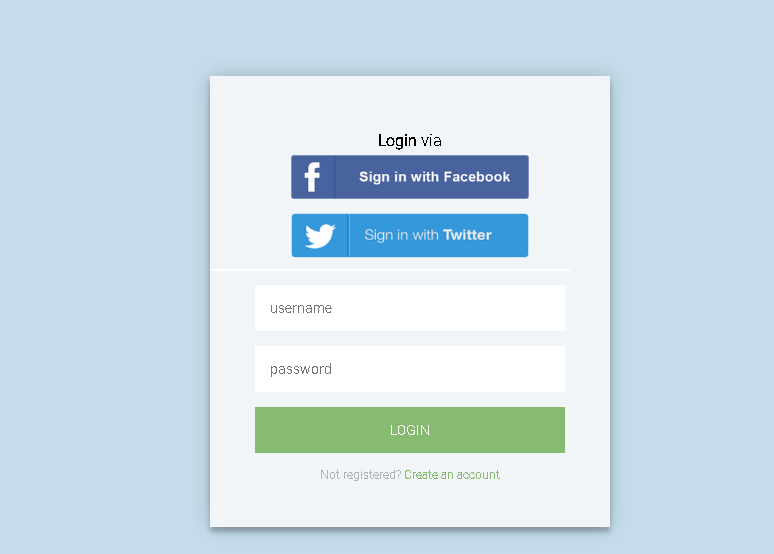 Login via
Sign in with Facebook
Sign in with Twitter
username
password
LOGIN
Not registered? Create an account